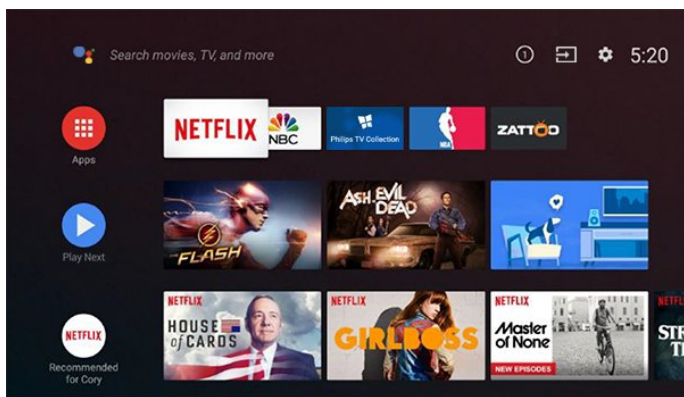 Search movies, TV, and more
1
5:20
Apps
NETFLIX
NBC
Philips TV Collection
NBA
ZATTOO
Play Next
THE
FLASH
ASH vs EVIL
DEAD
NETFLIX
Recommended
for Cory
NETFLIX
HOUSE
of CARDS
NETFLIX
GIRLBOSS
NETFLIX
Master
of None
NEW EPISODES
NETFLIX
STR
TH